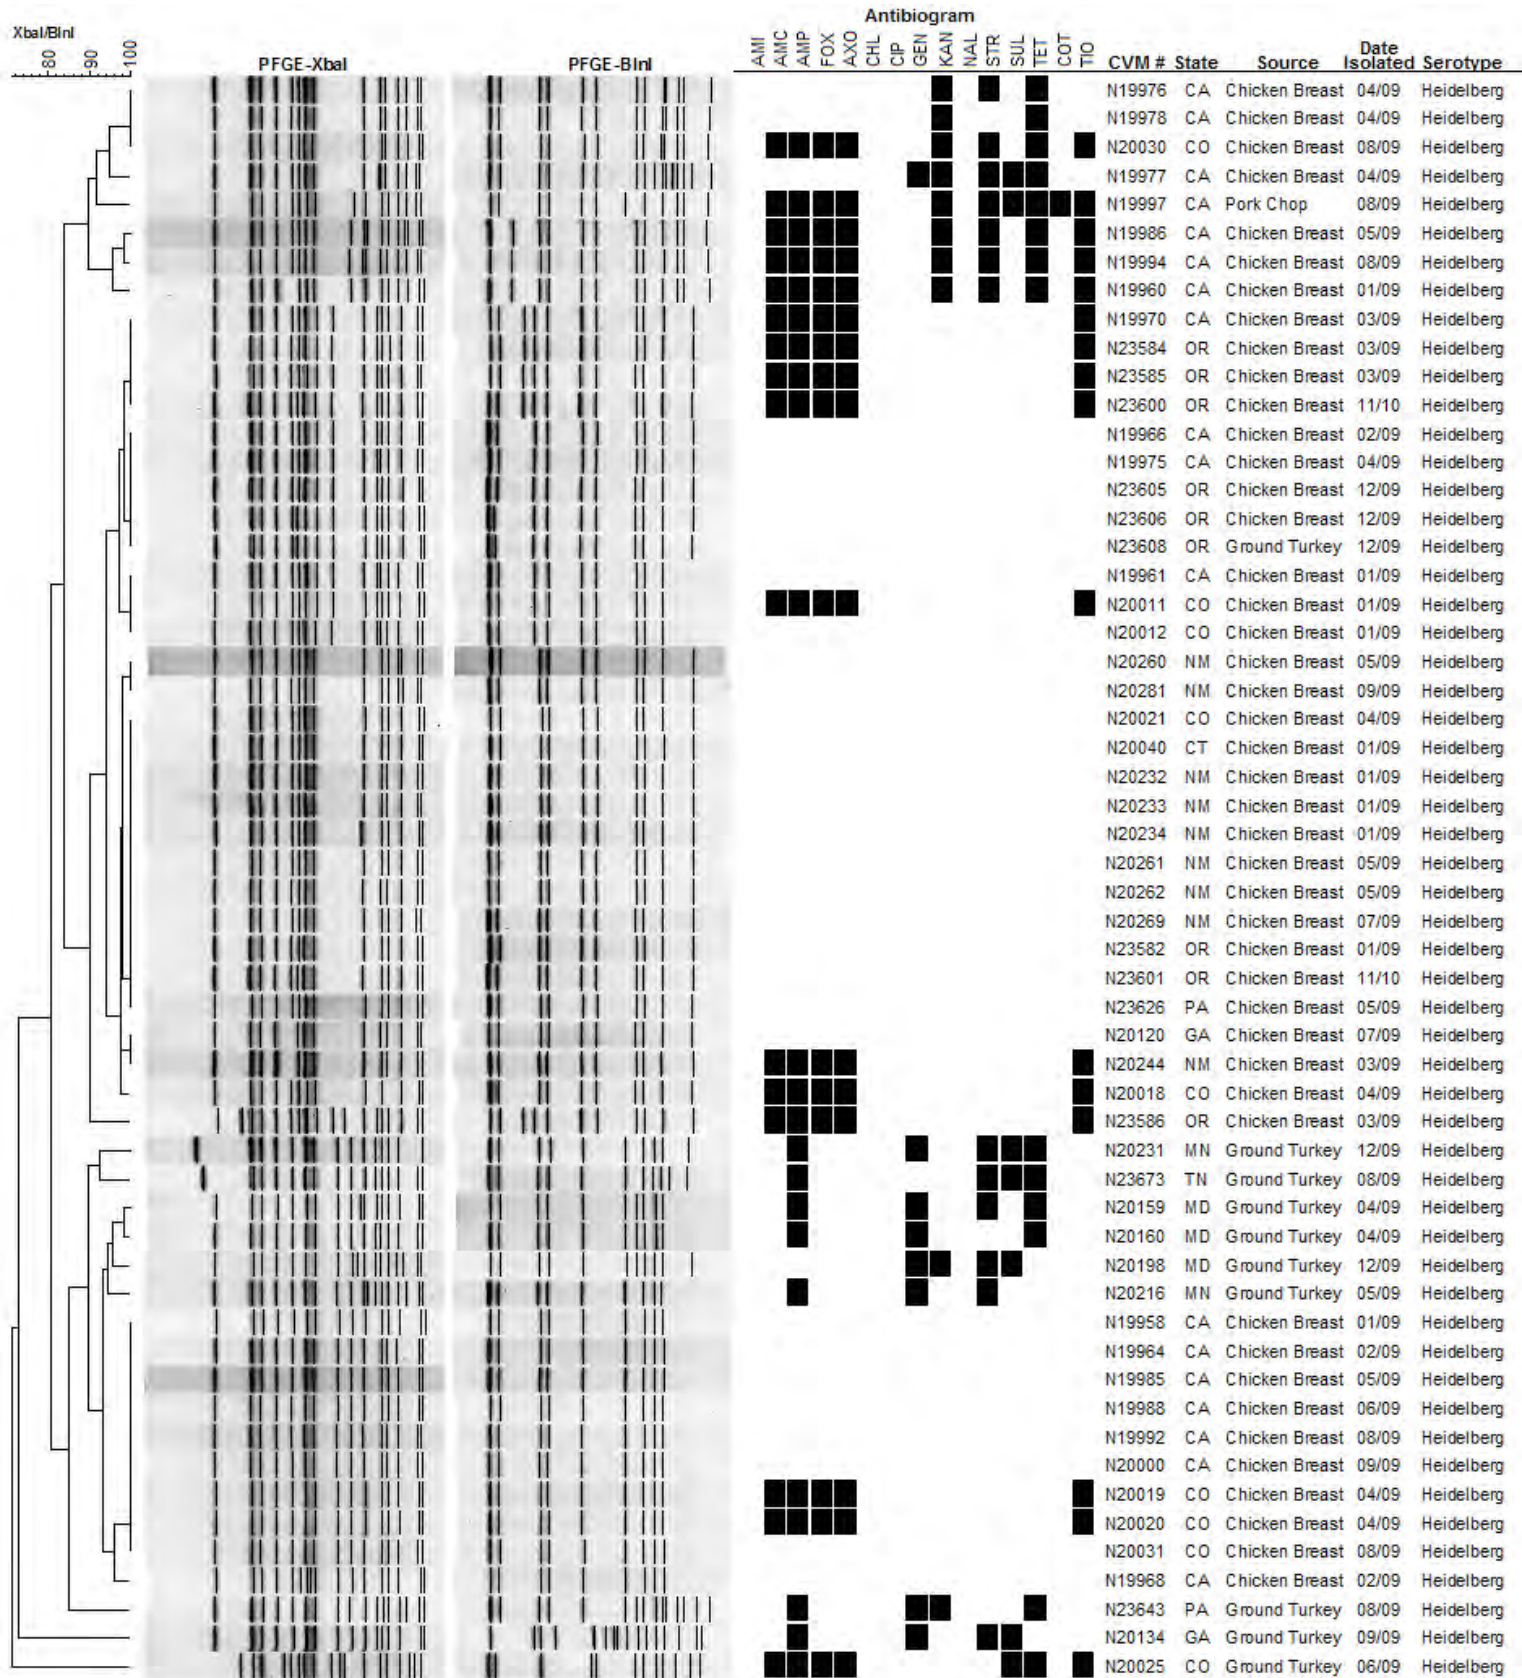 Antibiogram
XbaI/BlnI
80 90 100
PFGE-XbaI PFGE-BlnI AMI AMC AMP FOX AXO CHL CIP GEN KAN NAL STR SUL TET COT TIO CVM # State Source Date Isolated Serotype
N19976 CA Chicken Breast 04/09 Heidelberg
N19978 CA Chicken Breast 04/09 Heidelberg
N20030 CO Chicken Breast 08/09 Heidelberg
N19977 CA Chicken Breast 04/09 Heidelberg
N19997 CA Pork Chop 08/09 Heidelberg
N19986 CA Chicken Breast 05/09 Heidelberg
N19994 CA Chicken Breast 08/09 Heidelberg
N19960 CA Chicken Breast 01/09 Heidelberg
N19970 CA Chicken Breast 03/09 Heidelberg
N23584 OR Chicken Breast 03/09 Heidelberg
N23585 OR Chicken Breast 03/09 Heidelberg
N23600 OR Chicken Breast 11/10 Heidelberg
N19966 CA Chicken Breast 02/09 Heidelberg
N19975 CA Chicken Breast 04/09 Heidelberg
N23605 OR Chicken Breast 12/09 Heidelberg
N23606 OR Chicken Breast 12/09 Heidelberg
N23608 OR Ground Turkey 12/09 Heidelberg
N19961 CA Chicken Breast 01/09 Heidelberg
N20011 CO Chicken Breast 01/09 Heidelberg
N20012 CO Chicken Breast 01/09 Heidelberg
N20260 NM Chicken Breast 05/09 Heidelberg
N20281 NM Chicken Breast 09/09 Heidelberg
N20021 CO Chicken Breast 04/09 Heidelberg
N20040 CT Chicken Breast 01/09 Heidelberg
N20232 NM Chicken Breast 01/09 Heidelberg
N20233 NM Chicken Breast 01/09 Heidelberg
N20234 NM Chicken Breast 01/09 Heidelberg
N20261 NM Chicken Breast 05/09 Heidelberg
N20262 NM Chicken Breast 05/09 Heidelberg
N20269 NM Chicken Breast 07/09 Heidelberg
N23582 OR Chicken Breast 01/09 Heidelberg
N23601 OR Chicken Breast 11/10 Heidelberg
N23626 PA Chicken Breast 05/09 Heidelberg
N20120 GA Chicken Breast 07/09 Heidelberg
N20244 NM Chicken Breast 03/09 Heidelberg
N20018 CO Chicken Breast 04/09 Heidelberg
N23586 OR Chicken Breast 03/09 Heidelberg
N20231 MN Ground Turkey 12/09 Heidelberg
N23673 TN Ground Turkey 08/09 Heidelberg
N20159 MD Ground Turkey 04/09 Heidelberg
N20160 MD Ground Turkey 04/09 Heidelberg
N20198 MD Ground Turkey 12/09 Heidelberg
N20216 MN Ground Turkey 05/09 Heidelberg
N19958 CA Chicken Breast 01/09 Heidelberg
N19964 CA Chicken Breast 02/09 Heidelberg
N19985 CA Chicken Breast 05/09 Heidelberg
N19988 CA Chicken Breast 06/09 Heidelberg
N19992 CA Chicken Breast 08/09 Heidelberg
N20000 CA Chicken Breast 09/09 Heidelberg
N20019 CO Chicken Breast 04/09 Heidelberg
N20020 CO Chicken Breast 04/09 Heidelberg
N20031 CO Chicken Breast 08/09 Heidelberg
N19968 CA Chicken Breast 02/09 Heidelberg
N23643 PA Ground Turkey 08/09 Heidelberg
N20134 GA Ground Turkey 09/09 Heidelberg
N20025 CO Ground Turkey 06/09 Heidelberg